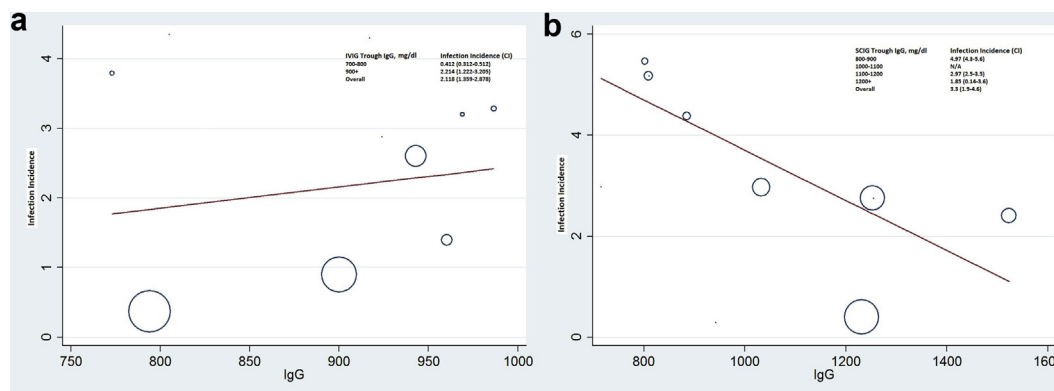 a
IVIG Trough IgG, mg/dl Infection Incidence (CI)
700-800 0.412 (0.312-0.512)
900+ 2.214 (1.222-3.205)
Overall 2.118 (1.359-2.878)
Infection Incidence
4
3
2
1
0
750 800 850 900 950 1000
IgG
b
SCIG Trough IgG, mg/dl Infection Incidence (CI)
800-900 4.97 (4.3-5.6)
1000-1100 N/A
1100-1200 2.97 (2.5-3.5)
1200+ 1.85 (0.14-3.6)
Overall 3.3 (1.9-4.6)
Infection Incidence
6
4
2
0
800 1000 1200 1400 160
IgG